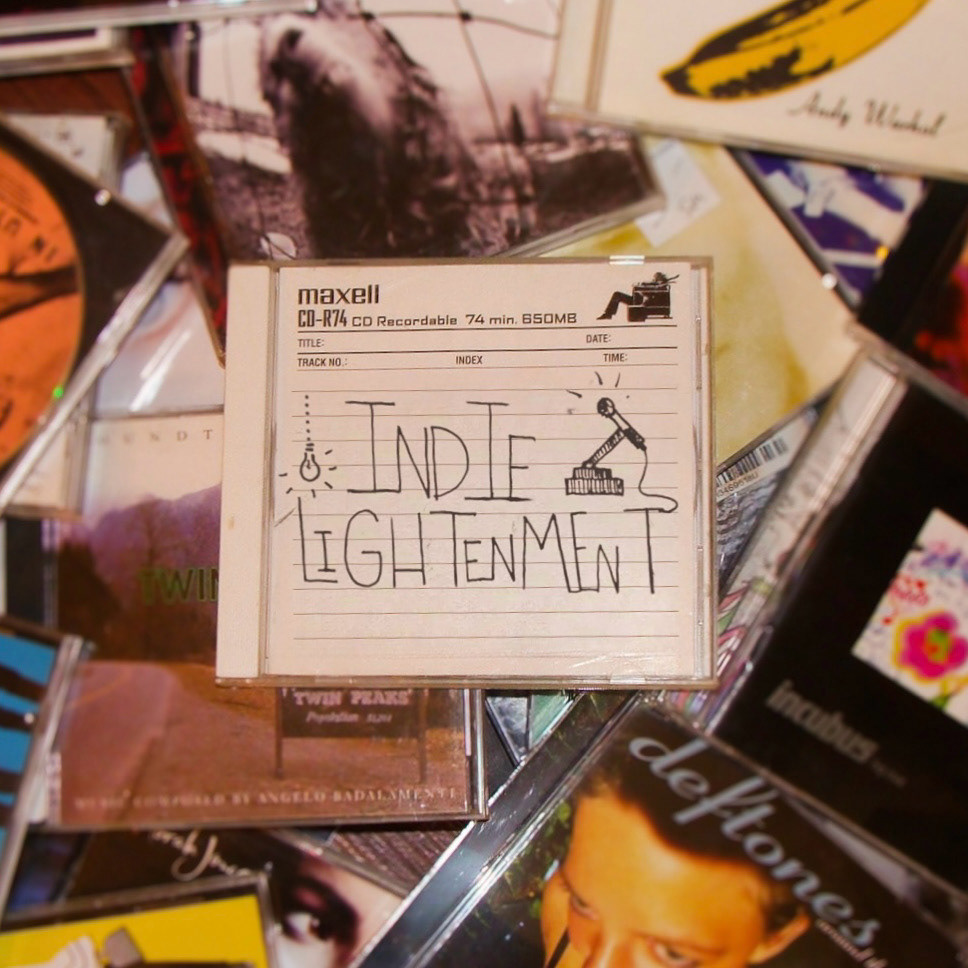 Andy Warhol
maxell
CD-R74 CD Recordable 74 min. 650MB
TITLE:
DATE:
TRACK NO.:
INDEX
TIME:
INDIE
LIGHTENMENT
TWIN
TWIN PEAKS
Population
MUSIC COMPOSED BY ANGELO BADALAMENTI
incubus
deftones